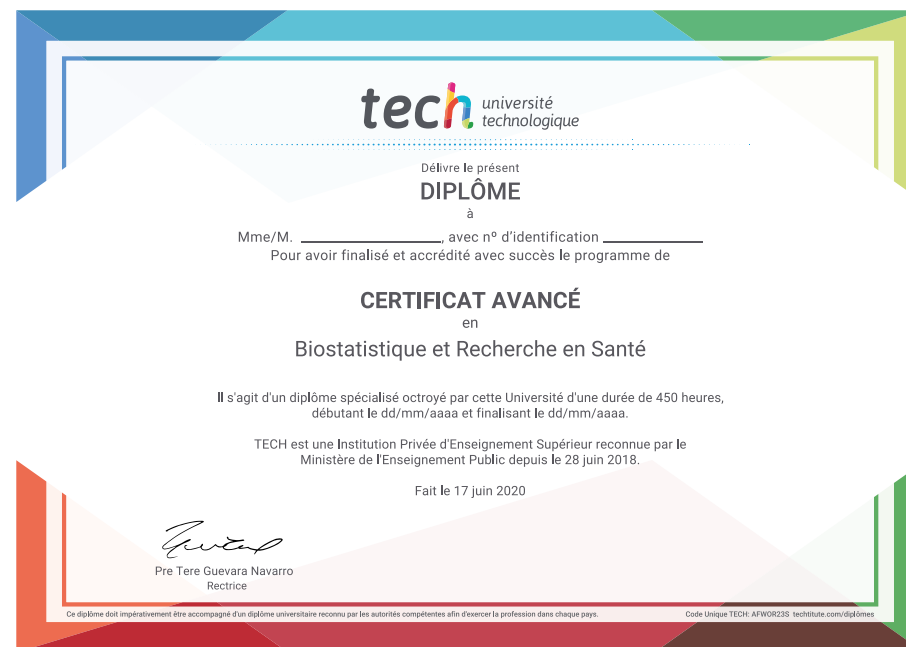 tech université
technologique
Délivre le présent
DIPLÔME
à
Mme/M. ____________________, avec nº d'identification ______________
Pour avoir finalisé et accrédité avec succès le programme de
CERTIFICAT AVANCÉ
en
Biostatistique et Recherche en Santé
Il s'agit d'un diplôme spécialisé octroyé par cette Université d'une durée de 450 heures,
débutant le dd/mm/aaaa et finalisant le dd/mm/aaaa.
TECH est une Institution Privée d'Enseignement Supérieur reconnue par le
Ministère de l'Enseignement Public depuis le 28 juin 2018.
Fait le 17 juin 2020
Pre Tere Guevara Navarro
Rectrice
Ce diplôme doit impérativement être accompagné d'un diplôme universitaire reconnu par les autorités compétentes afin d'exercer la profession dans chaque pays.
Code Unique TECH: AFWOR23S techtitute.com/diplômes